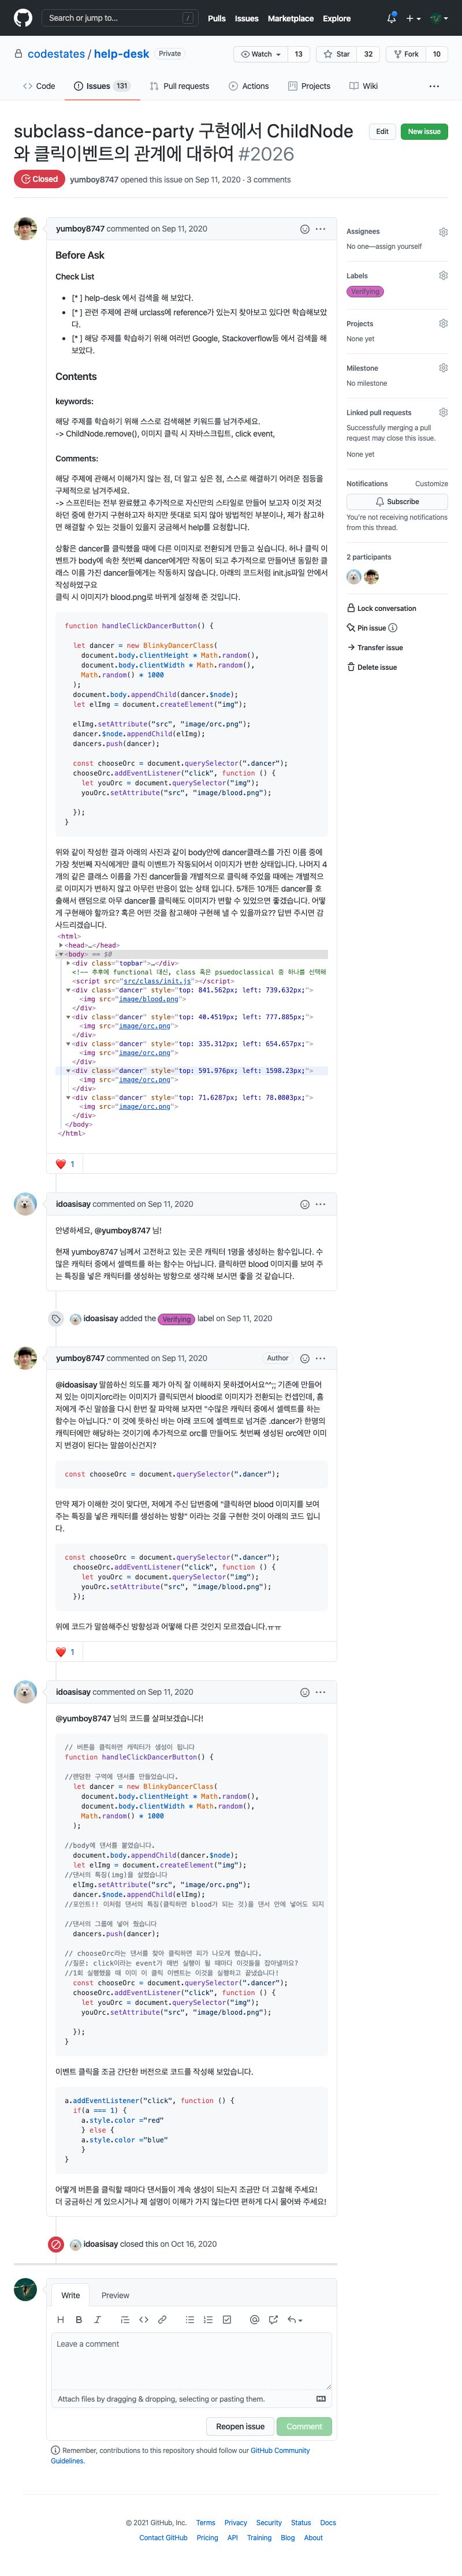 Search or jump to...
/
Pulls Issues Marketplace Explore
codestates / help-desk Private
Watch 13 Star 32 Fork 10
Code Issues 131 Pull requests Actions Projects Wiki
subclass-dance-party 구현에서 ChildNode
와 클릭이벤트의 관계에 대하여 #2026
Edit New issue
Closed yumboy8747 opened this issue on Sep 11, 2020 · 3 comments
yumboy8747 commented on Sep 11, 2020
Before Ask
Check List
• [* ] help-desk 에서 검색을 해 보았다.
• [* ] 관련 주제에 관해 urclass에 reference가 있는지 찾아보고 있다면 학습해보았
다.
• [* ] 해당 주제를 학습하기 위해 여러번 Google, Stackoverflow등 에서 검색을 해
보았다.
Contents
keywords:
해당 주제를 학습하기 위해 스스로 검색해본 키워드를 남겨주세요.
-> ChildNode.remove(), 이미지 클릭 시 자바스크립트, click event,
Comments:
해당 주제에 관해서 이해가지 않는 점, 더 알고 싶은 점, 스스로 해결하기 어려운 점등을
구체적으로 남겨주세요.
-> 스프린터는 전부 완료했고 추가적으로 자신만의 스타일로 만들어 보고자 이것 저것
하던 중에 한가지 구현하고자 하지만 뜻대로 되지 않아 방법적인 부분이나, 제가 참고하
면 해결할 수 있는 것들이 있을지 궁금해서 help를 요청합니다.
상황은 dancer를 클릭했을 때에 다른 이미지로 전환되게 만들고 싶습니다. 허나 클릭 이
벤트가 body에 속한 첫번째 dancer에게만 작동이 되고 추가적으로 만들어낸 동일한 클
래스 이름 가진 dancer들에게는 작동하지 않습니다. 아래의 코드처럼 init.js파일 안에서
작성하였구요
클릭 시 이미지가 blood.png로 바뀌게 설정해 준 것입니다.
function handleClickDancerButton() {
let dancer = new BlinkyDancerClass(
document.body.clientHeight * Math.random(),
document.body.clientWidth * Math.random(),
Math.random() * 1000
);
document.body.appendChild(dancer.$node);
let elImg = document.createElement("img");
elImg.setAttribute("src", "image/orc.png");
dancer.$node.appendChild(elImg);
dancers.push(dancer);
const chooseOrc = document.querySelector(".dancer");
chooseOrc.addEventListener("click", function () {
let youOrc = document.querySelector("img");
youOrc.setAttribute("src", "image/blood.png");
});
}
위와 같이 작성한 결과 아래의 사진과 같이 body안에 dancer클래스를 가진 이름 중에
가장 첫번째 자식에게만 클릭 이벤트가 작동되어서 이미지가 변한 상태입니다. 나머지 4
개의 같은 클래스 이름을 가진 dancer들을 개별적으로 클릭해 주었을 때에는 개별적으
로 이미지가 변하지 않고 아무런 반응이 없는 상태 입니다. 5개든 10개든 dancer를 호
출해서 랜덤으로 아무 dancer를 클릭해도 이미지가 변할 수 있었으면 좋겠습니다. 어떻
게 구현해야 할까요? 혹은 어떤 것을 참고해야 구현해 낼 수 있을까요?? 답변 주시면 감
사드리겠습니다.
<html>
▶<head>…</head>
▼<body> == $0
▶<div class="topbar">…</div>
<!-- 추후에 functional 대신, class 혹은 psuedoclassical 중 하나를 선택해
<script src="src/class/init.js"></script>
▼<div class="dancer" style="top: 841.562px; left: 739.632px;">
<img src="image/blood.png">
</div>
▼<div class="dancer" style="top: 40.4519px; left: 777.885px;">
<img src="image/orc.png">
</div>
▼<div class="dancer" style="top: 335.312px; left: 654.657px;">
<img src="image/orc.png">
</div>
▼<div class="dancer" style="top: 591.976px; left: 1598.23px;">
<img src="image/orc.png">
</div>
▼<div class="dancer" style="top: 71.6287px; left: 78.0803px;">
<img src="image/orc.png">
</div>
</body>
</html>
❤️ 1
idoasisay commented on Sep 11, 2020
안녕하세요, @yumboy8747 님!
현재 yumboy8747 님께서 고전하고 있는 곳은 캐릭터 1명을 생성하는 함수입니다. 수
많은 캐릭터 중에서 셀렉트를 하는 함수는 아닙니다. 클릭하면 blood 이미지를 보여 주
는 특징을 넣은 캐릭터를 생성하는 방향으로 생각해 보시면 좋을 것 같습니다.
idoasisay added the Verifying label on Sep 11, 2020
yumboy8747 commented on Sep 11, 2020 Author
@idoasisay 말씀하신 의도를 제가 아직 잘 이해하지 못하겠어서요^^;; 기존에 만들어
져 있는 이미지orc라는 이미지가 클릭되면서 blood로 이미지가 전환되는 컨셉인데, 흠
저에게 주신 말씀을 다시 한번 잘 파악해 보자면 "수많은 캐릭터 중에서 셀렉트를 하는
함수는 아닙니다." 이 것에 뜻하신 바는 아래 코드에 셀렉트로 넘겨준 .dancer가 한명의
캐릭터에만 해당하는 것이기에 추가적으로 orc를 만들어도 첫번째 생성된 orc에만 이미
지 변경이 된다는 말씀이신건지?
const chooseOrc = document.querySelector(".dancer");
만약 제가 이해한 것이 맞다면, 저에게 주신 답변중에 "클릭하면 blood 이미지를 보여
주는 특징을 넣은 캐릭터를 생성하는 방향" 이라는 것을 구현한 것이 아래의 코드 입니
다.
const chooseOrc = document.querySelector(".dancer");
chooseOrc.addEventListener("click", function () {
let youOrc = document.querySelector("img");
youOrc.setAttribute("src", "image/blood.png");
});
위에 코드가 말씀해주신 방향성과 어떻해 다른 것인지 모르겠습니다.ㅠㅠ
❤️ 1
idoasisay commented on Sep 11, 2020
@yumboy8747 님의 코드를 살펴보겠습니다!
// 버튼을 클릭하면 캐릭터가 생성이 됩니다
function handleClickDancerButton() {
//랜덤한 구역에 댄서를 만들었습니다.
let dancer = new BlinkyDancerClass(
document.body.clientHeight * Math.random(),
document.body.clientWidth * Math.random(),
Math.random() * 1000
);
//body에 댄서를 붙였습니다.
document.body.appendChild(dancer.$node);
let elImg = document.createElement("img");
//댄서의 특징(img)을 살렸습니다
elImg.setAttribute("src", "image/orc.png");
dancer.$node.appendChild(elImg);
//포인트!! 이처럼 댄서의 특징(클릭하면 blood가 되는 것)을 댄서 안에 넣어도 되지
//댄서의 그룹에 넣어 줬습니다
dancers.push(dancer);
// chooseOrc라는 댄서를 찾아 클릭하면 피가 나오게 했습니다.
//질문: click이라는 event가 매번 실행이 될 때마다 이것들을 잡아낼까요?
//1회 실행했을 때 이미 이 클릭 이벤트는 이것을 실행하고 끝냈습니다!
const chooseOrc = document.querySelector(".dancer");
chooseOrc.addEventListener("click", function () {
let youOrc = document.querySelector("img");
youOrc.setAttribute("src", "image/blood.png");
});
}
이벤트 클릭을 조금 간단한 버전으로 코드를 작성해 보았습니다.
a.addEventListener("click", function () {
if(a === 1) {
a.style.color ="red"
} else {
a.style.color ="blue"
}
}
어떻게 버튼을 클릭할 때마다 댄서들이 계속 생성이 되는지 조금만 더 고찰해 주세요!
더 궁금하신 게 있으시거나 제 설명이 이해가 가지 않는다면 편하게 다시 물어봐 주세요!
idoasisay closed this on Oct 16, 2020
Write Preview
Leave a comment
Attach files by dragging & dropping, selecting or pasting them.
Reopen issue Comment
Remember, contributions to this repository should follow our GitHub Community
Guidelines.
Assignees
No one—assign yourself
Labels
Verifying
Projects
None yet
Milestone
No milestone
Linked pull requests
Successfully merging a pull
request may close this issue.
None yet
Notifications Customize
Subscribe
You're not receiving notifications
from this thread.
2 participants
Lock conversation
Pin issue
Transfer issue
Delete issue
© 2021 GitHub, Inc. Terms Privacy Security Status Docs
Contact GitHub Pricing API Training Blog About